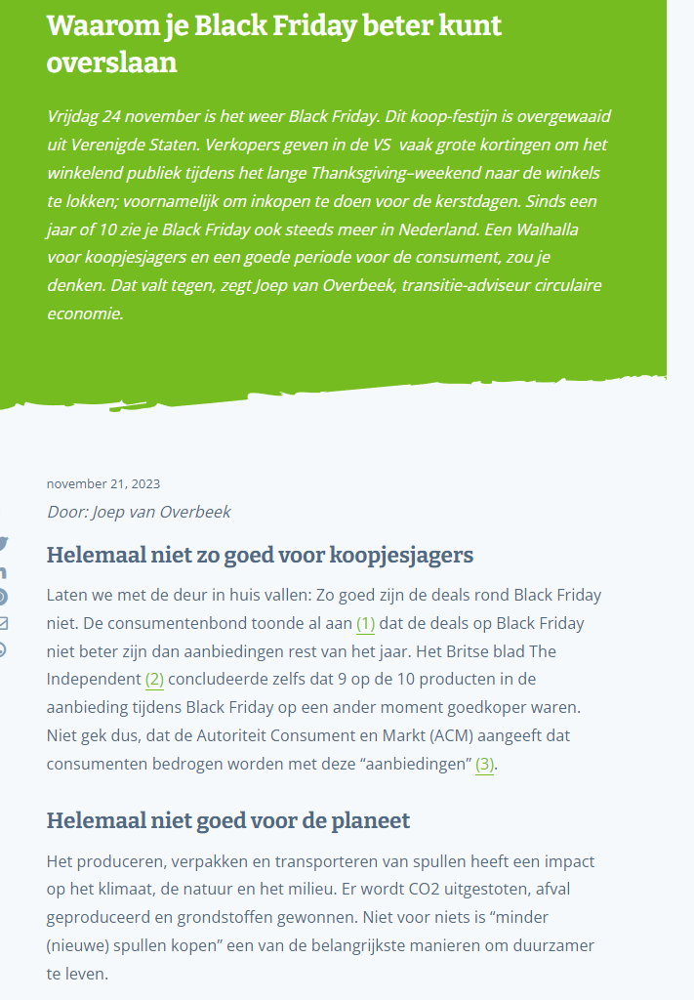 Waarom je Black Friday beter kunt
overslaan
Vrijdag 24 november is het weer Black Friday. Dit koop-festijn is overgewaaid
uit Verenigde Staten. Verkopers geven in de VS  vaak grote kortingen om het
winkelend publiek tijdens het lange Thanksgiving–weekend naar de winkels
te lokken; voornamelijk om inkopen te doen voor de kerstdagen. Sinds een
jaar of 10 zie je Black Friday ook steeds meer in Nederland. Een Walhalla
voor koopjesjagers en een goede periode voor de consument, zou je
denken. Dat valt tegen, zegt Joep van Overbeek, transitie-adviseur circulaire
economie.
november 21, 2023
Door: Joep van Overbeek
Helemaal niet zo goed voor koopjesjagers
Laten we met de deur in huis vallen: Zo goed zijn de deals rond Black Friday
niet. De consumentenbond toonde al aan (1) dat de deals op Black Friday
niet beter zijn dan aanbiedingen rest van het jaar. Het Britse blad The
Independent (2) concludeerde zelfs dat 9 op de 10 producten in de
aanbieding tijdens Black Friday op een ander moment goedkoper waren.
Niet gek dus, dat de Autoriteit Consument en Markt (ACM) aangeeft dat
consumenten bedrogen worden met deze “aanbiedingen” (3).
Helemaal niet goed voor de planeet
Het produceren, verpakken en transporteren van spullen heeft een impact
op het klimaat, de natuur en het milieu. Er wordt CO2 uitgestoten, afval
geproduceerd en grondstoffen gewonnen. Niet voor niets is “minder
(nieuwe) spullen kopen” een van de belangrijkste manieren om duurzamer
te leven.